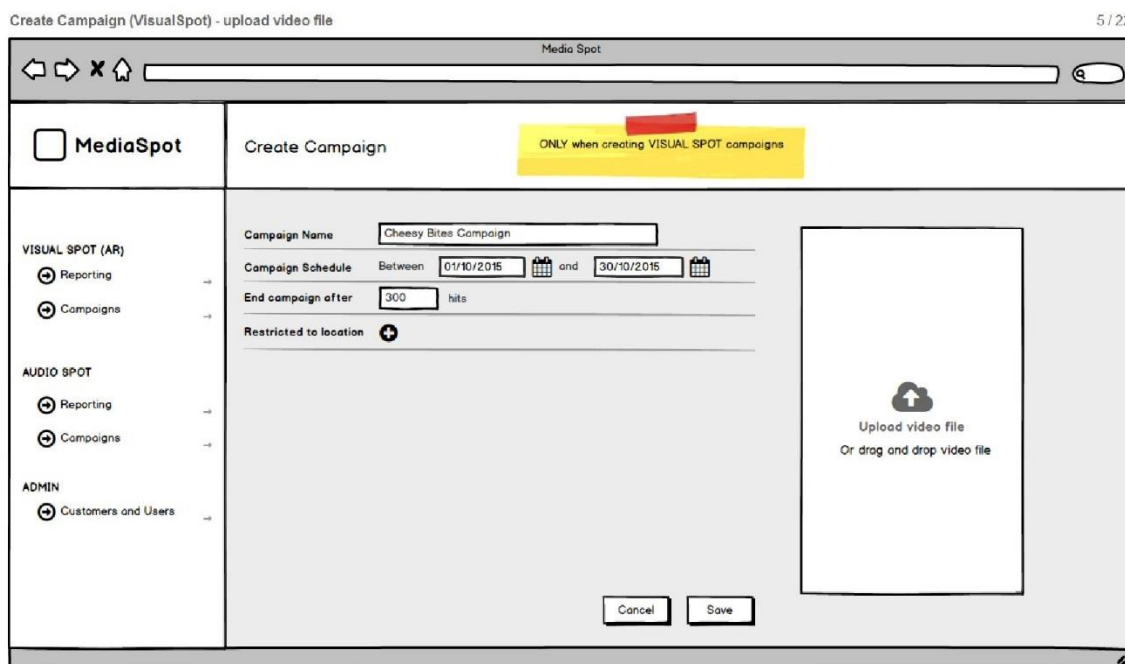 Create Campaign (VisualSpot) - upload video file
5 / 22
Media Spot
MediaSpot
Create Campaign
ONLY when creating VISUAL SPOT campaigns
VISUAL SPOT (AR)
Reporting
Campaigns
AUDIO SPOT
Reporting
Campaigns
ADMIN
Customers and Users
Campaign Name Cheesy Bites Campaign
Campaign Schedule Between 01/10/2015 and 30/10/2015
End campaign after 300 hits
Restricted to location
Upload video file
Or drag and drop video file
Cancel Save